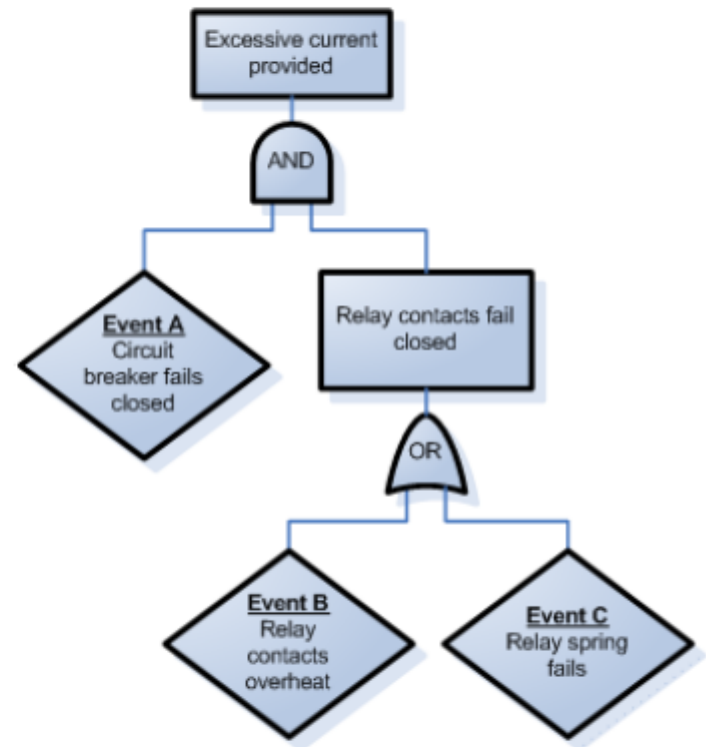 Excessive current
provided
AND
Event A
Circuit
breaker fails
closed
Relay contacts fail
closed
OR
Event B
Relay
contacts
overheat
Event C
Relay spring
fails